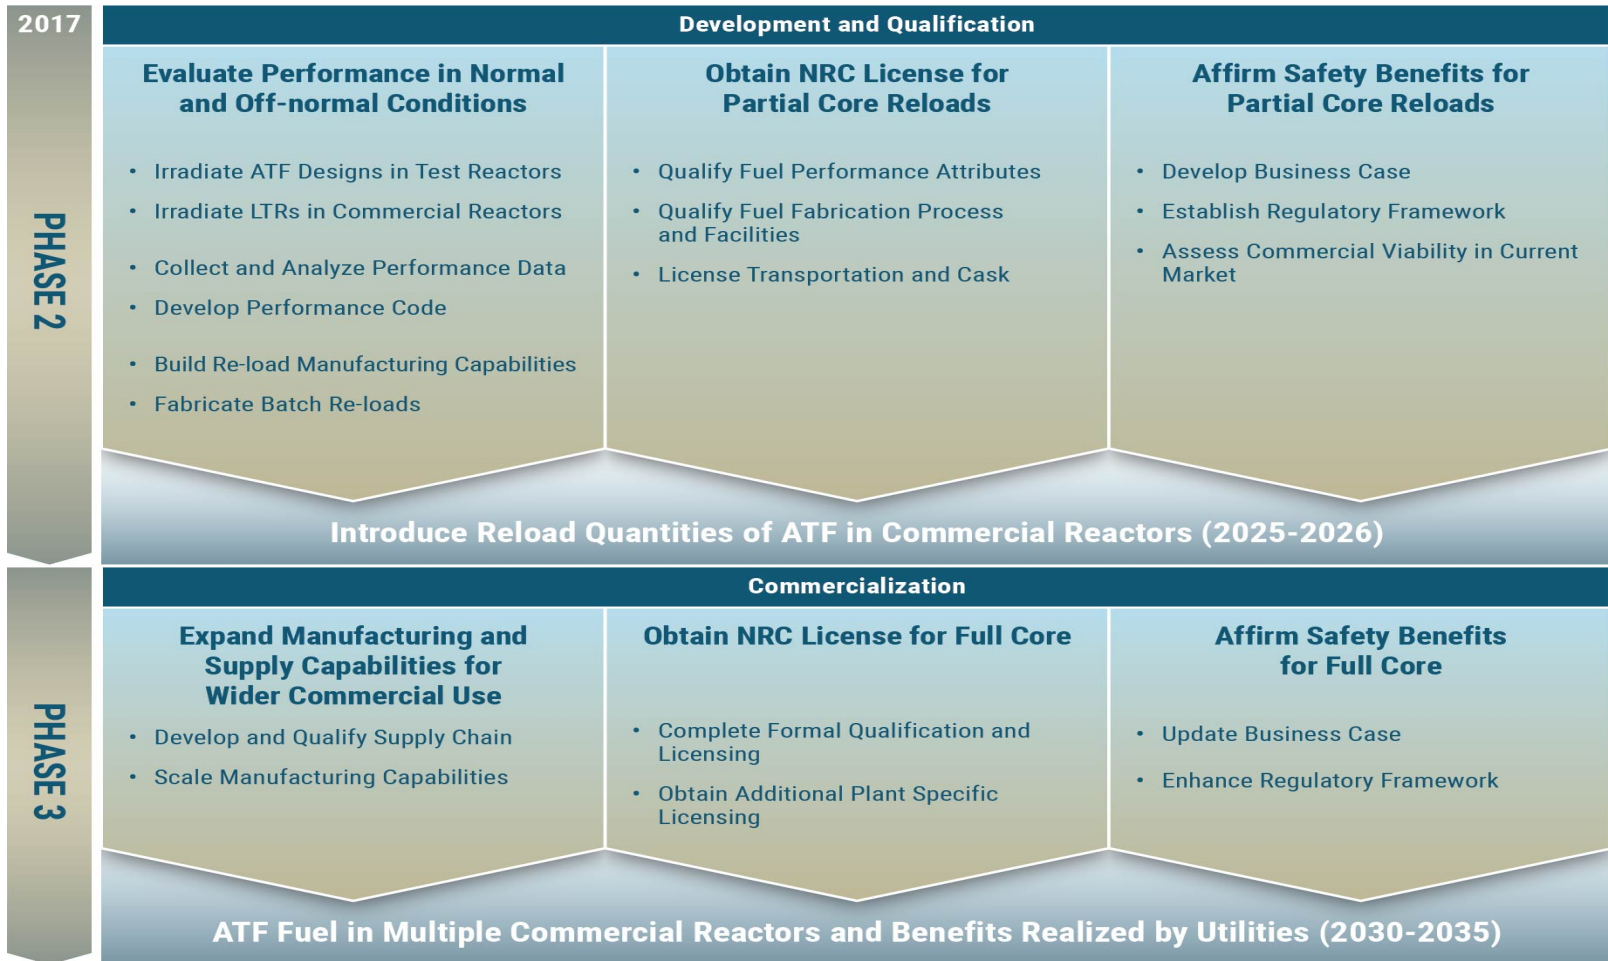 2017
PHASE 2
Development and Qualification
Evaluate Performance in Normal
and Off-normal Conditions
• Irradiate ATF Designs in Test Reactors
• Irradiate LTRs in Commercial Reactors
• Collect and Analyze Performance Data
• Develop Performance Code
• Build Re-load Manufacturing Capabilities
• Fabricate Batch Re-loads
Obtain NRC License for
Partial Core Reloads
• Qualify Fuel Performance Attributes
• Qualify Fuel Fabrication Process
and Facilities
• License Transportation and Cask
Affirm Safety Benefits for
Partial Core Reloads
• Develop Business Case
• Establish Regulatory Framework
• Assess Commercial Viability in Current
Market
Introduce Reload Quantities of ATF in Commercial Reactors (2025-2026)
PHASE 3
Commercialization
Expand Manufacturing and
Supply Capabilities for
Wider Commercial Use
• Develop and Qualify Supply Chain
• Scale Manufacturing Capabilities
Obtain NRC License for Full Core
• Complete Formal Qualification and
Licensing
• Obtain Additional Plant Specific
Licensing
Affirm Safety Benefits
for Full Core
• Update Business Case
• Enhance Regulatory Framework
ATF Fuel in Multiple Commercial Reactors and Benefits Realized by Utilities (2030-2035)